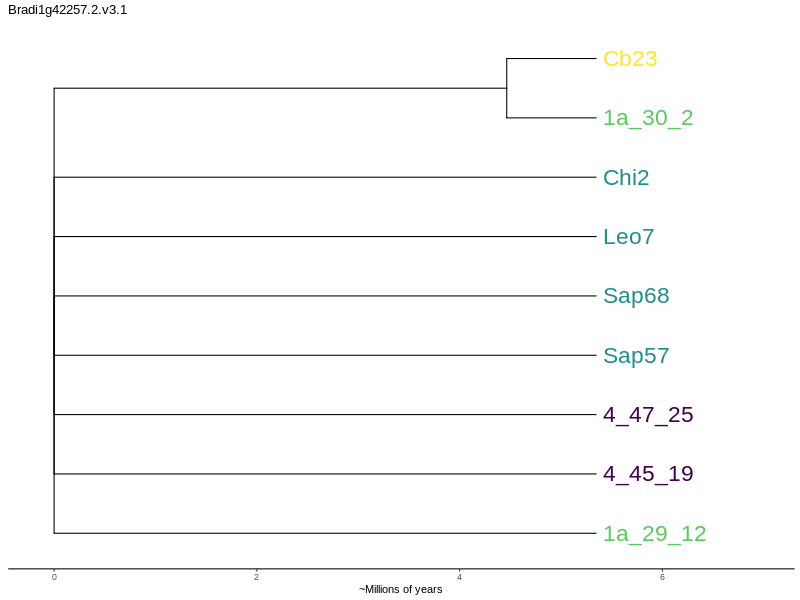 Bradi1g42257.2.v3.1
Cb23
1a_30_2
Chi2
Leo7
Sap68
Sap57
4_47_25
4_45_19
1a_29_12
0 2 4 6
~Millions of years